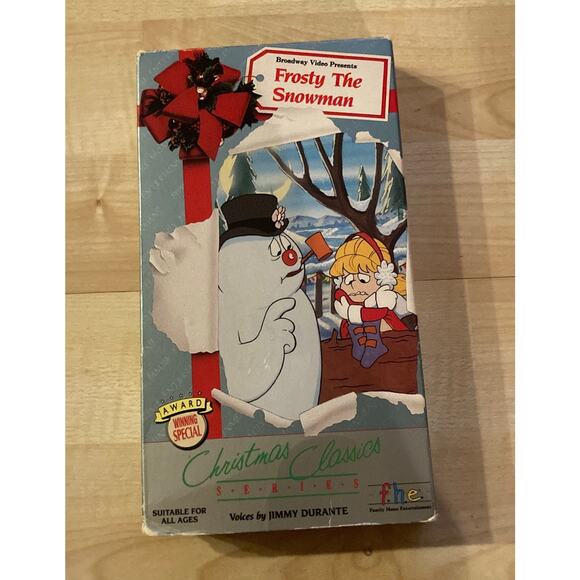 Broadway Video Presents
Frosty The
Snowman
AWARD
WINNING
SPECIAL
Christmas Classics
S•E•R•I•E•S
SUITABLE FOR
ALL AGES
Voices by JIMMY DURANTE
f.h.e.
Family Home Entertainment